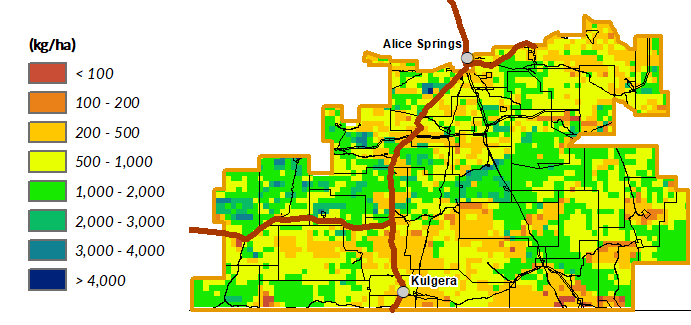 (kg/ha)
< 100
100 - 200
200 - 500
500 - 1,000
1,000 - 2,000
2,000 - 3,000
3,000 - 4,000
> 4,000
Alice Springs
Kulgera